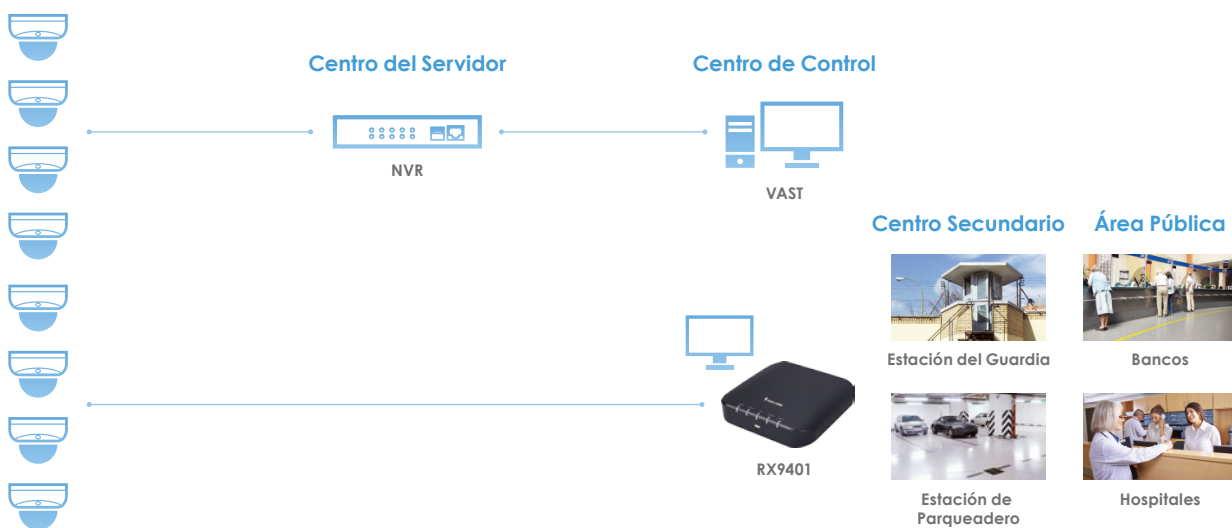 Centro del Servidor
Centro de Control
NVR
VAST
Centro Secundario
Área Pública
Estación del Guardia
Bancos
RX9401
Estación de
Parqueadero
Hospitales